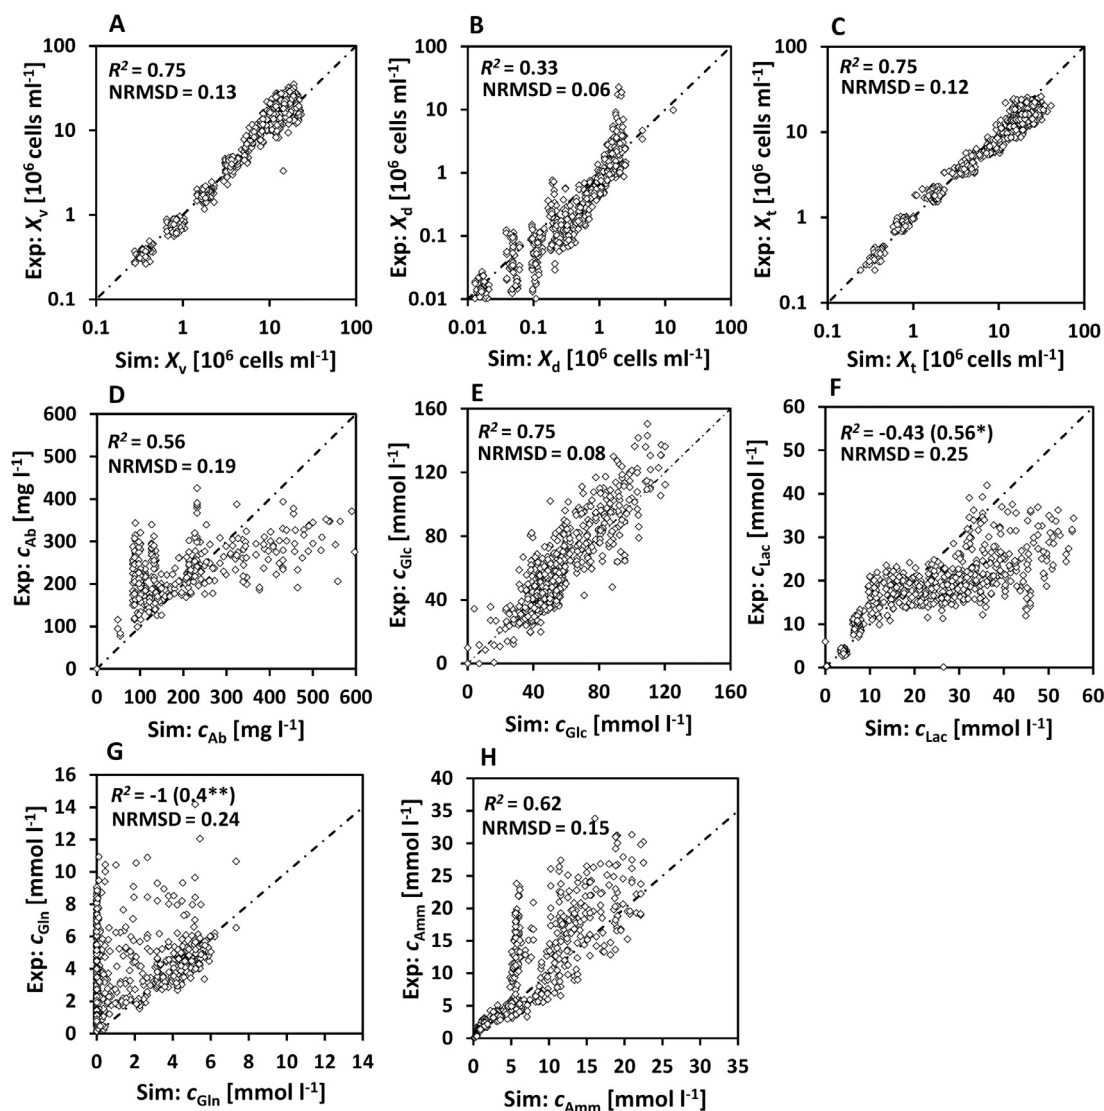 A
100
10
1
0.1
R² = 0.75
NRMSD = 0.13
Exp: Xv [10⁶ cells ml⁻¹]
0.1 1 10 100
Sim: Xv [10⁶ cells ml⁻¹]
B
100
10
1
0.1
0.01
R² = 0.33
NRMSD = 0.06
Exp: Xd [10⁶ cells ml⁻¹]
0.01 0.1 1 10 100
Sim: Xd [10⁶ cells ml⁻¹]
C
100
10
1
0.1
R² = 0.75
NRMSD = 0.12
Exp: Xt [10⁶ cells ml⁻¹]
0.1 1 10 100
Sim: Xt [10⁶ cells ml⁻¹]
D
600
500
400
300
200
100
0
R² = 0.56
NRMSD = 0.19
Exp: cAb [mg l⁻¹]
0 100 200 300 400 500 600
Sim: cAb [mg l⁻¹]
E
160
120
80
40
0
R² = 0.75
NRMSD = 0.08
Exp: cGlc [mmol l⁻¹]
0 40 80 120 160
Sim: cGlc [mmol l⁻¹]
F
60
50
40
30
20
10
0
R² = -0.43 (0.56*)
NRMSD = 0.25
Exp: cLac [mmol l⁻¹]
0 10 20 30 40 50 60
Sim: cLac [mmol l⁻¹]
G
16
14
12
10
8
6
4
2
0
R² = -1 (0.4**)
NRMSD = 0.24
Exp: cGln [mmol l⁻¹]
0 2 4 6 8 10 12 14
Sim: cGln [mmol l⁻¹]
H
40
35
30
25
20
15
10
5
0
R² = 0.62
NRMSD = 0.15
Exp: cAmm [mmol l⁻¹]
0 5 10 15 20 25 30 35
Sim: cAmm [mmol l⁻¹]